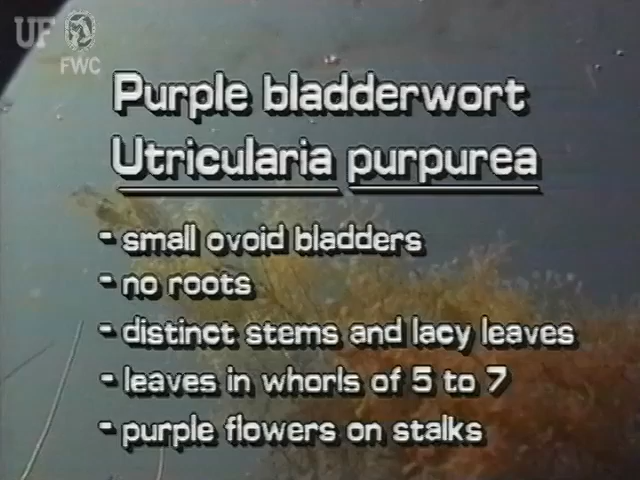 UF
FWC
Purple bladderwort
Utricularia purpurea
- small ovoid bladders
- no roots
- distinct stems and lacy leaves
- leaves in whorls of 5 to 7
- purple flowers on stalks